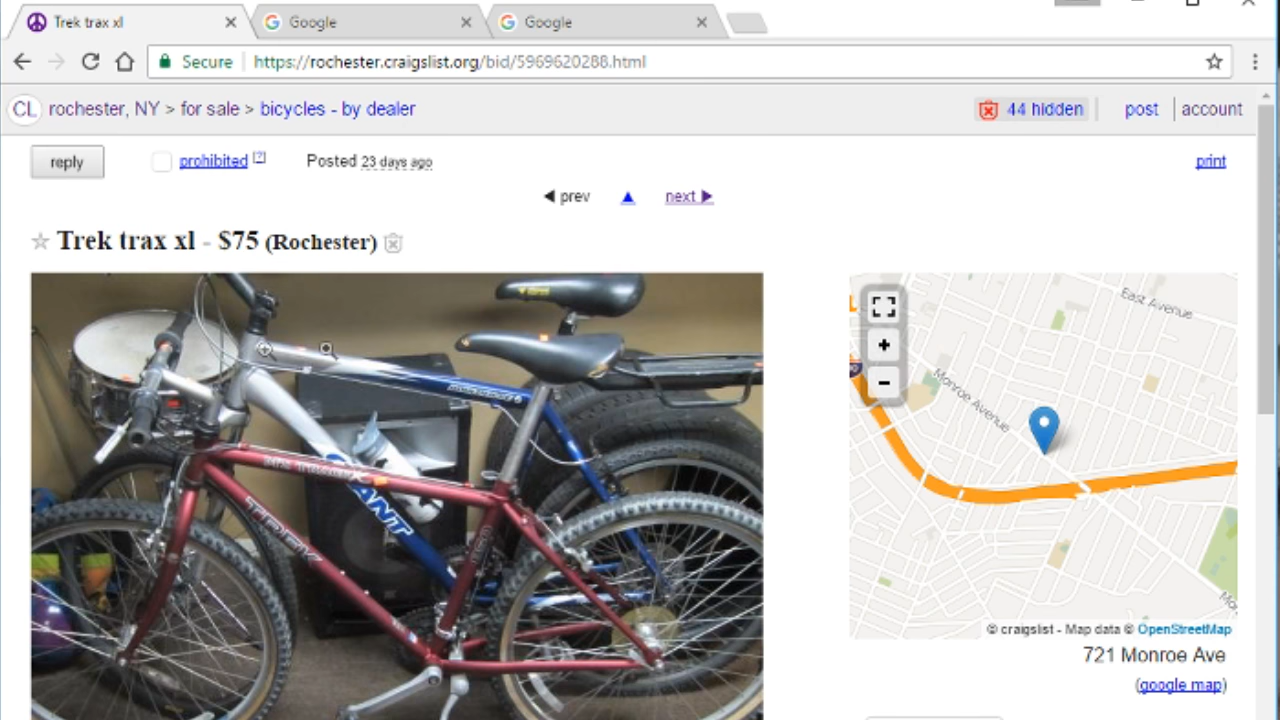 Trek trax xl
Google
Google
Secure
https://rochester.craigslist.org/bid/5969620288.html
CL rochester, NY > for sale > bicycles - by dealer
44 hidden
post
account
reply
prohibited [?]
Posted 23 days ago
print
◀ prev
▲
next ▶
☆ Trek trax xl - $75 (Rochester)
TREK
GIANT
East Avenue
Monroe Avenue
+
-
Mo
© craigslist - Map data © OpenStreetMap
721 Monroe Ave
(google map)